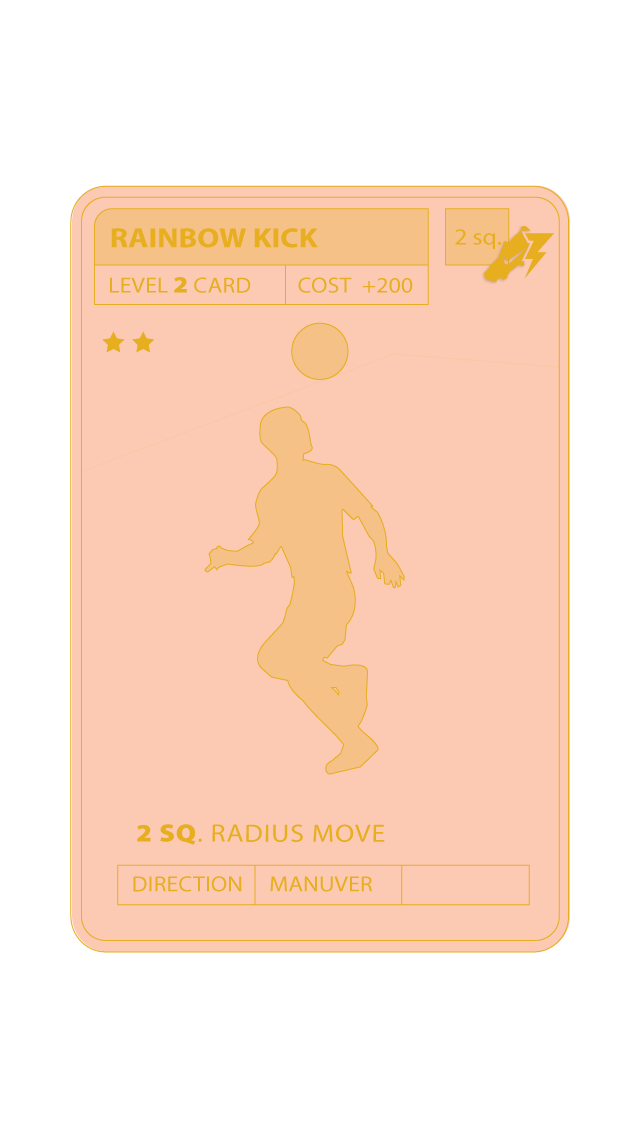 RAINBOW KICK
2 sq.
LEVEL 2 CARD
COST +200
2 SQ. RADIUS MOVE
DIRECTION
MANUVER